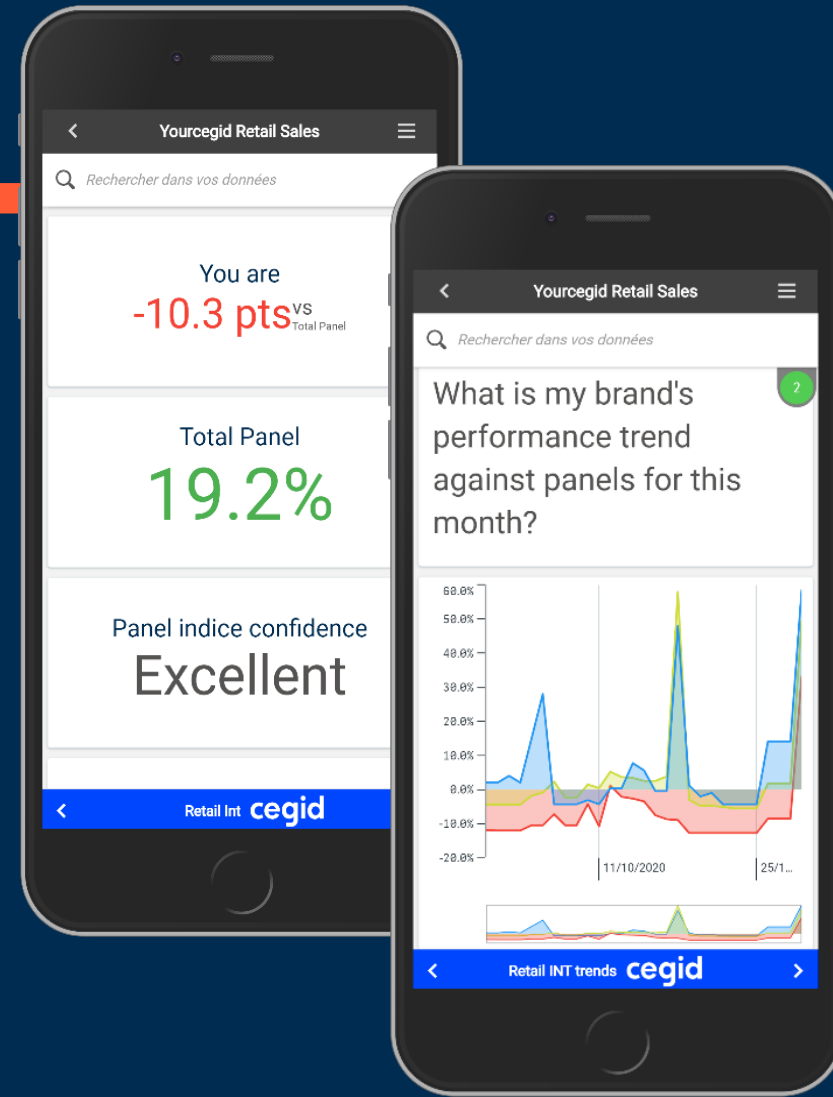 Yourcegid Retail Sales
Rechercher dans vos données
You are
-10.3 pts VS
Total Panel
Total Panel
19.2%
Panel indice confidence
Excellent
Retail Int cegid
Yourcegid Retail Sales
Rechercher dans vos données
What is my brand's
2
performance trend
against panels for this
month?
60.0%
50.0%
40.0%
30.0%
20.0%
10.0%
0.0%
-10.0%
-20.0%
11/10/2020
25/1...
Retail INT trends cegid